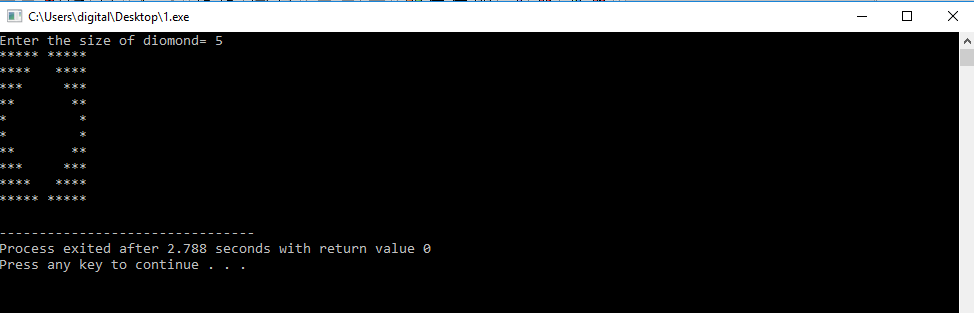 C:\Users\digital\Desktop\1.exe
Enter the size of diomond= 5
***** *****
****   ****
***     ***
**       **
*         *
*         *
**       **
***     ***
****   ****
***** *****
--------------------------------
Process exited after 2.788 seconds with return value 0
Press any key to continue . . .